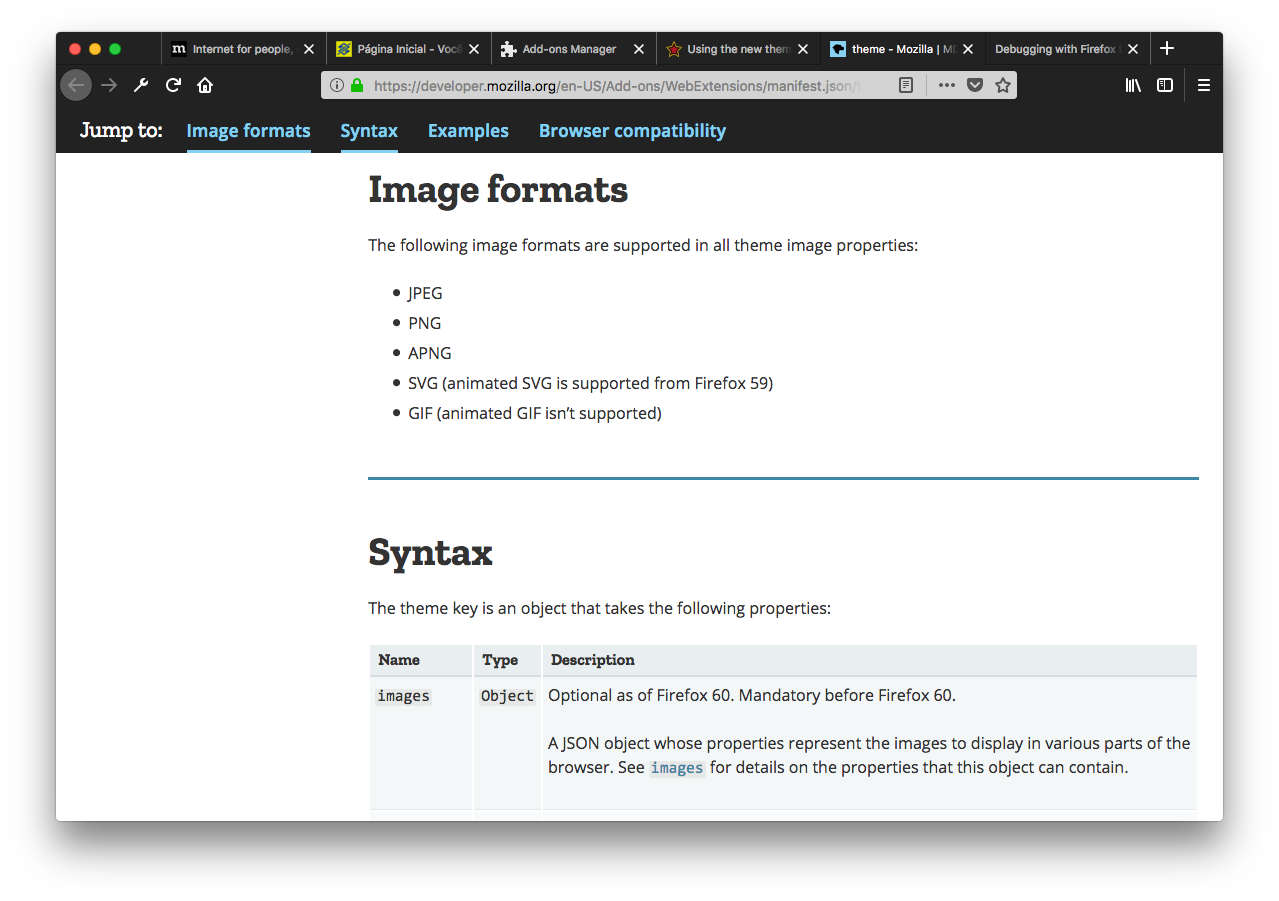 m Internet for people, Página Inicial - Você Add-ons Manager Using the new them theme - Mozilla | MD Debugging with Firefox
https://developer.mozilla.org/en-US/Add-ons/WebExtensions/manifest.json/t
Jump to: Image formats Syntax Examples Browser compatibility
Image formats
The following image formats are supported in all theme image properties:
JPEG
PNG
APNG
SVG (animated SVG is supported from Firefox 59)
GIF (animated GIF isn’t supported)
Syntax
The theme key is an object that takes the following properties:
Name Type Description
images Object Optional as of Firefox 60. Mandatory before Firefox 60.
A JSON object whose properties represent the images to display in various parts of the
browser. See images for details on the properties that this object can contain.